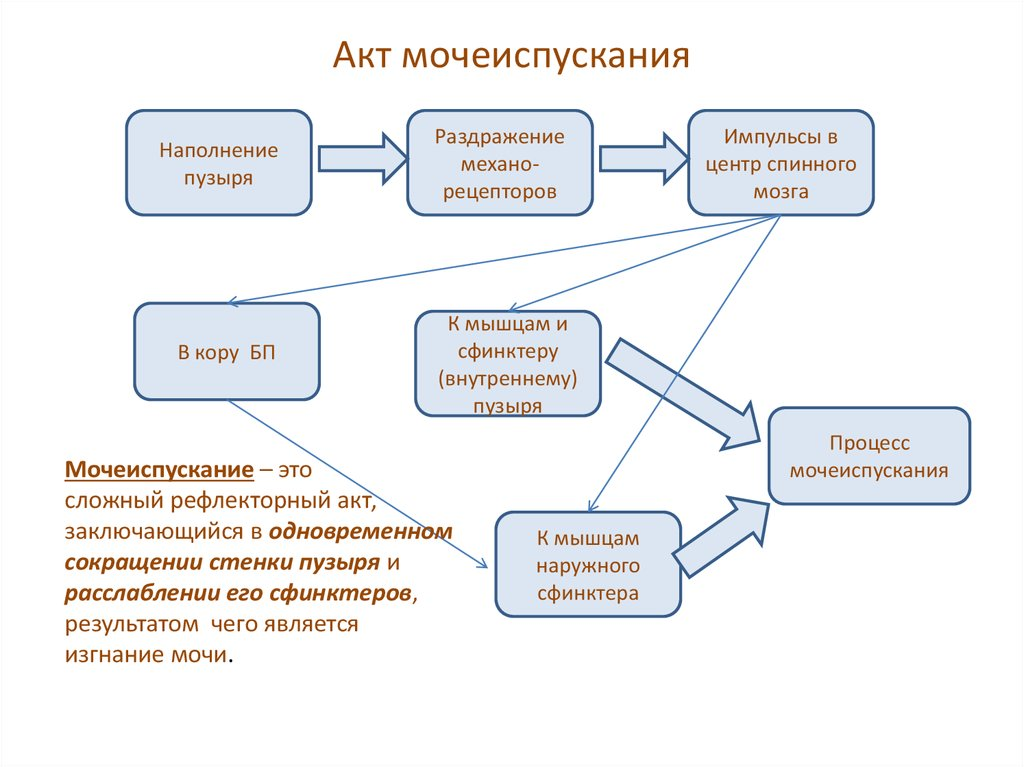 Акт мочеиспускания
Наполнение
пузыря
Раздражение
механо-
рецепторов
Импульсы в
центр спинного
мозга
В кору БП
К мышцам и
сфинктеру
(внутреннему)
пузыря
Процесс
мочеиспускания
К мышцам
наружного
сфинктера
Мочеиспускание – это
сложный рефлекторный акт,
заключающийся в одновременном
сокращении стенки пузыря и
расслаблении его сфинктеров,
результатом чего является
изгнание мочи.